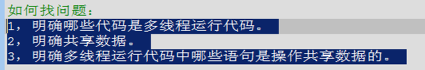 如何找问题：
1，明确哪些代码是多线程运行代码。
2，明确共享数据。
3，明确多线程运行代码中哪些语句是操作共享数据的。